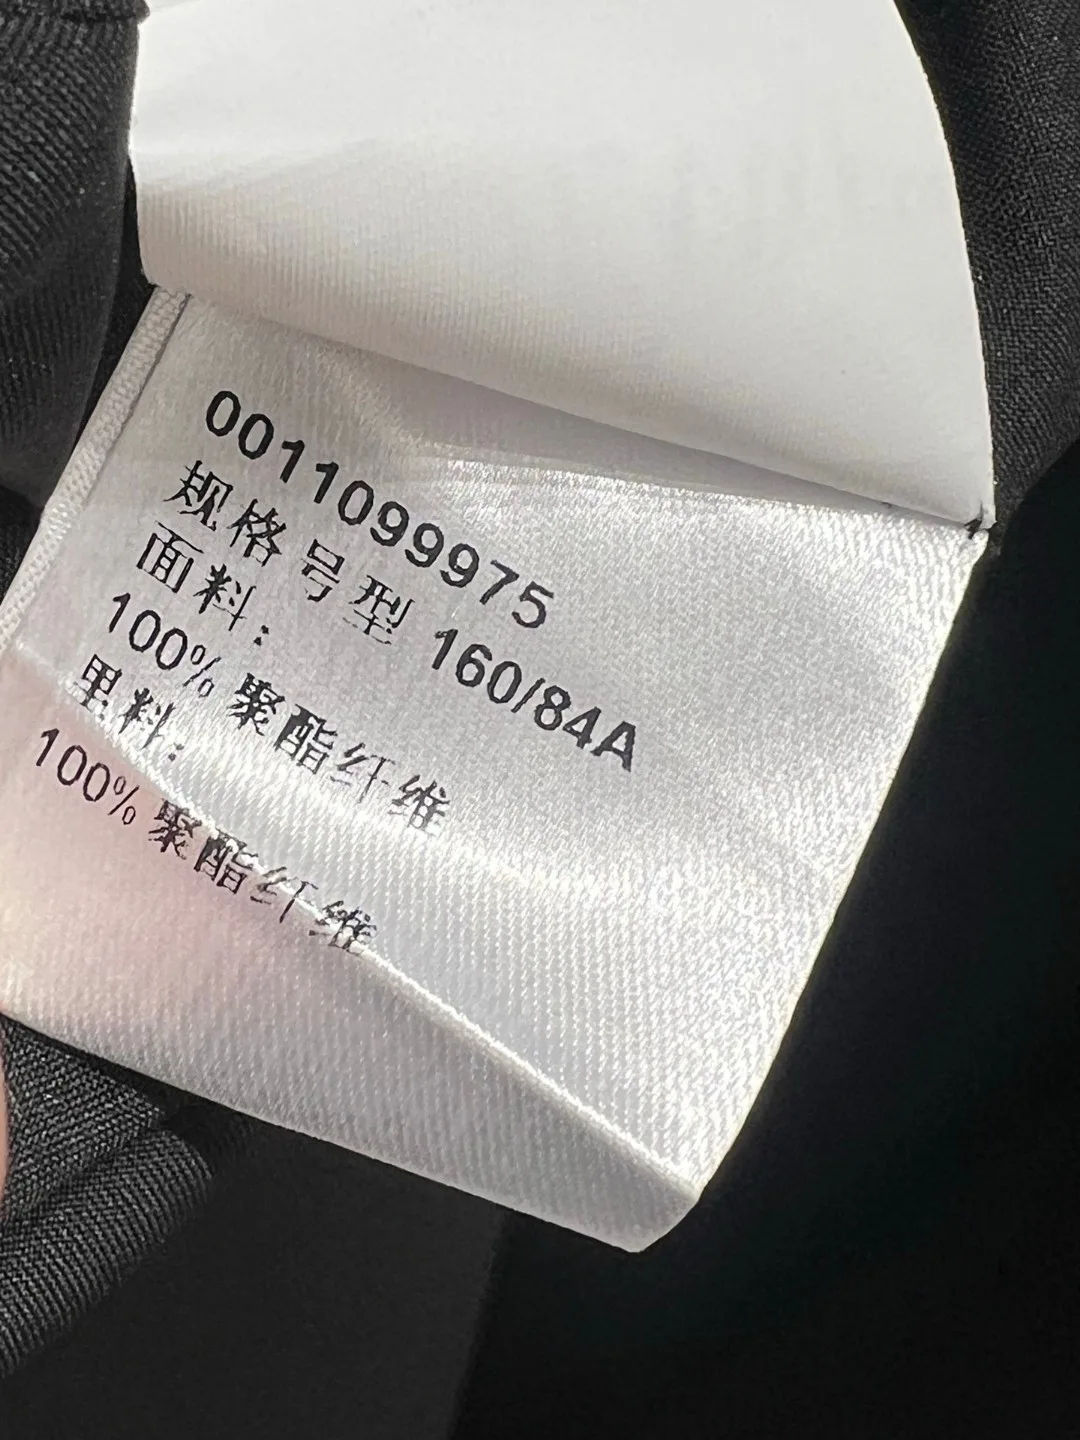 0011099975
规格号型 160/84A
面料：
100% 聚酯纤维
里料：
100% 聚酯纤维